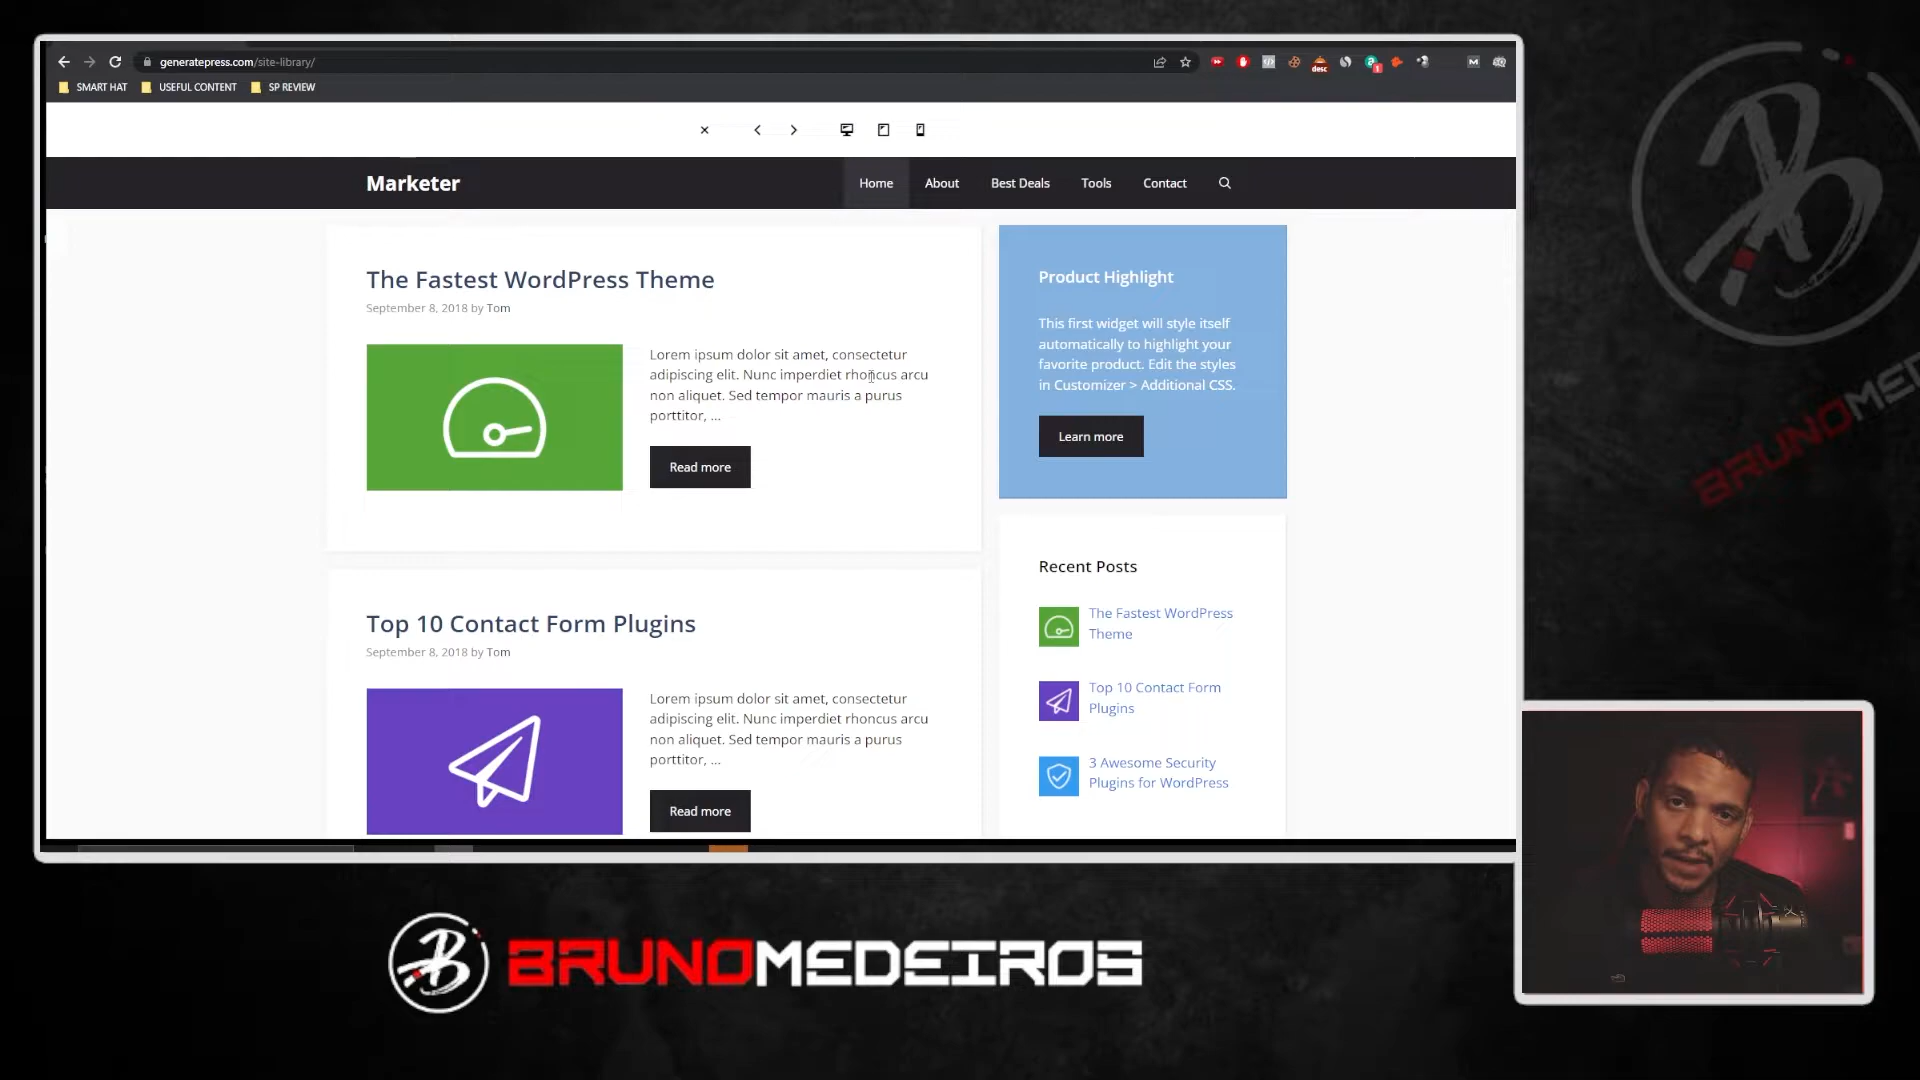 generatepress.com/site-library/
SMART HAT USEFUL CONTENT SP REVIEW
desc
1
Marketer
Home About Best Deals Tools Contact
The Fastest WordPress Theme
September 8, 2018 by Tom
Lorem ipsum dolor sit amet, consectetur
adipiscing elit. Nunc imperdiet rhoncus arcu
non aliquet. Sed tempor mauris a purus
porttitor, ...
Read more
Top 10 Contact Form Plugins
September 8, 2018 by Tom
Lorem ipsum dolor sit amet, consectetur
adipiscing elit. Nunc imperdiet rhoncus arcu
non aliquet. Sed tempor mauris a purus
porttitor, ...
Read more
Product Highlight
This first widget will style itself
automatically to highlight your
favorite product. Edit the styles
in Customizer > Additional CSS.
Learn more
Recent Posts
The Fastest WordPress
Theme
Top 10 Contact Form
Plugins
3 Awesome Security
Plugins for WordPress
B
BRUNOMED
B
BRUNOMEDEIROS